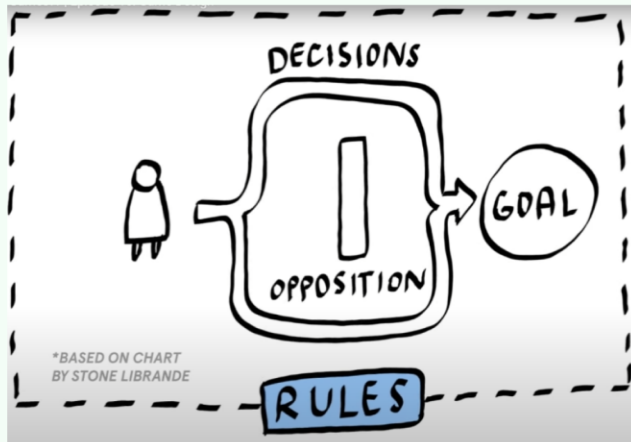 DECISIONS
GOAL
OPPOSITION
*BASED ON CHART
BY STONE LIBRANDE
RULES